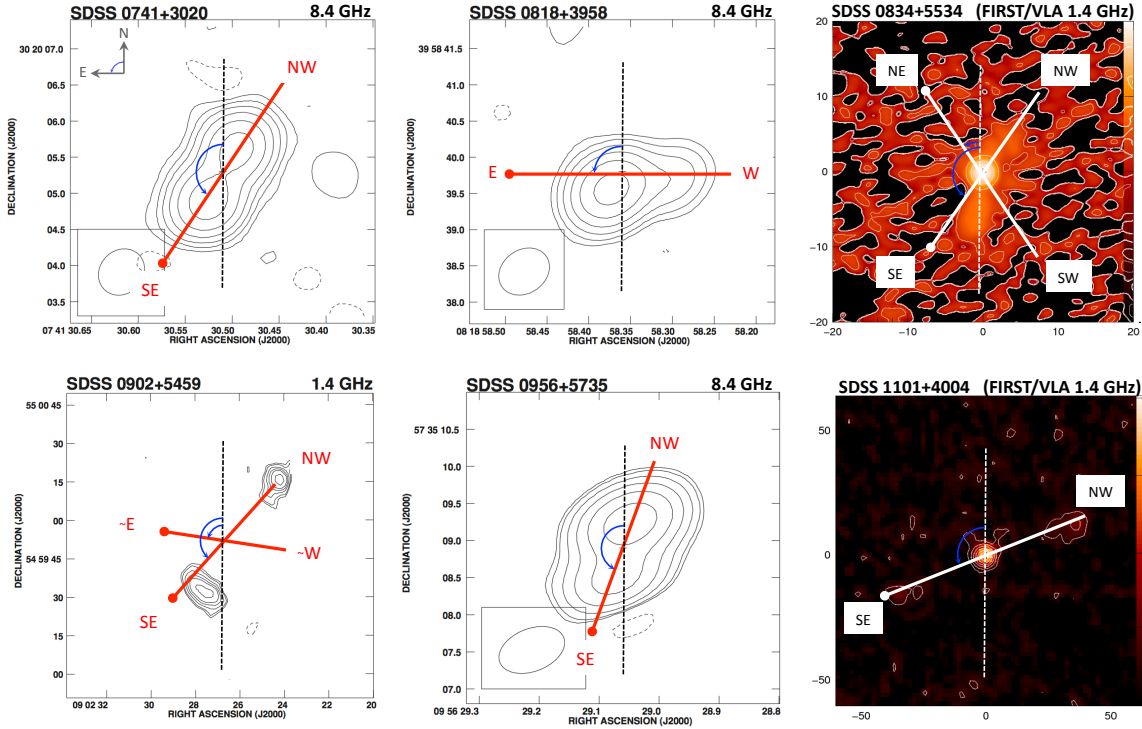 SDSS 0741+3020 8.4 GHz
N
E
NW
SE
DECLINATION (J2000)
30 20 07.0
06.5
06.0
05.5
05.0
04.5
04.0
03.5
07 41 30.65 30.60 30.55 30.50 30.45 30.40 30.35
RIGHT ASCENSION (J2000)
SDSS 0818+3958 8.4 GHz
E
W
DECLINATION (J2000)
39 58 41.5
41.0
40.5
40.0
39.5
39.0
38.5
38.0
08 18 58.50 58.45 58.40 58.35 58.30 58.25 58.20
RIGHT ASCENSION (J2000)
SDSS 0834+5534 (FIRST/VLA 1.4 GHz)
NE
NW
SE
SW
20
10
0
−10
−20
−20 −10 0 10 20
SDSS 0902+5459 1.4 GHz
NW
~E
~W
SE
DECLINATION (J2000)
55 00 45
30
15
00
54 59 45
30
15
00
09 02 32 30 28 26 24 22 20
RIGHT ASCENSION (J2000)
SDSS 0956+5735 8.4 GHz
NW
SE
DECLINATION (J2000)
57 35 10.5
10.0
09.5
09.0
08.5
08.0
07.5
07.0
09 56 29.3 29.2 29.1 29.0 28.9 28.8
RIGHT ASCENSION (J2000)
SDSS 1101+4004 (FIRST/VLA 1.4 GHz)
NW
SE
50
0
−50
−50 0 50